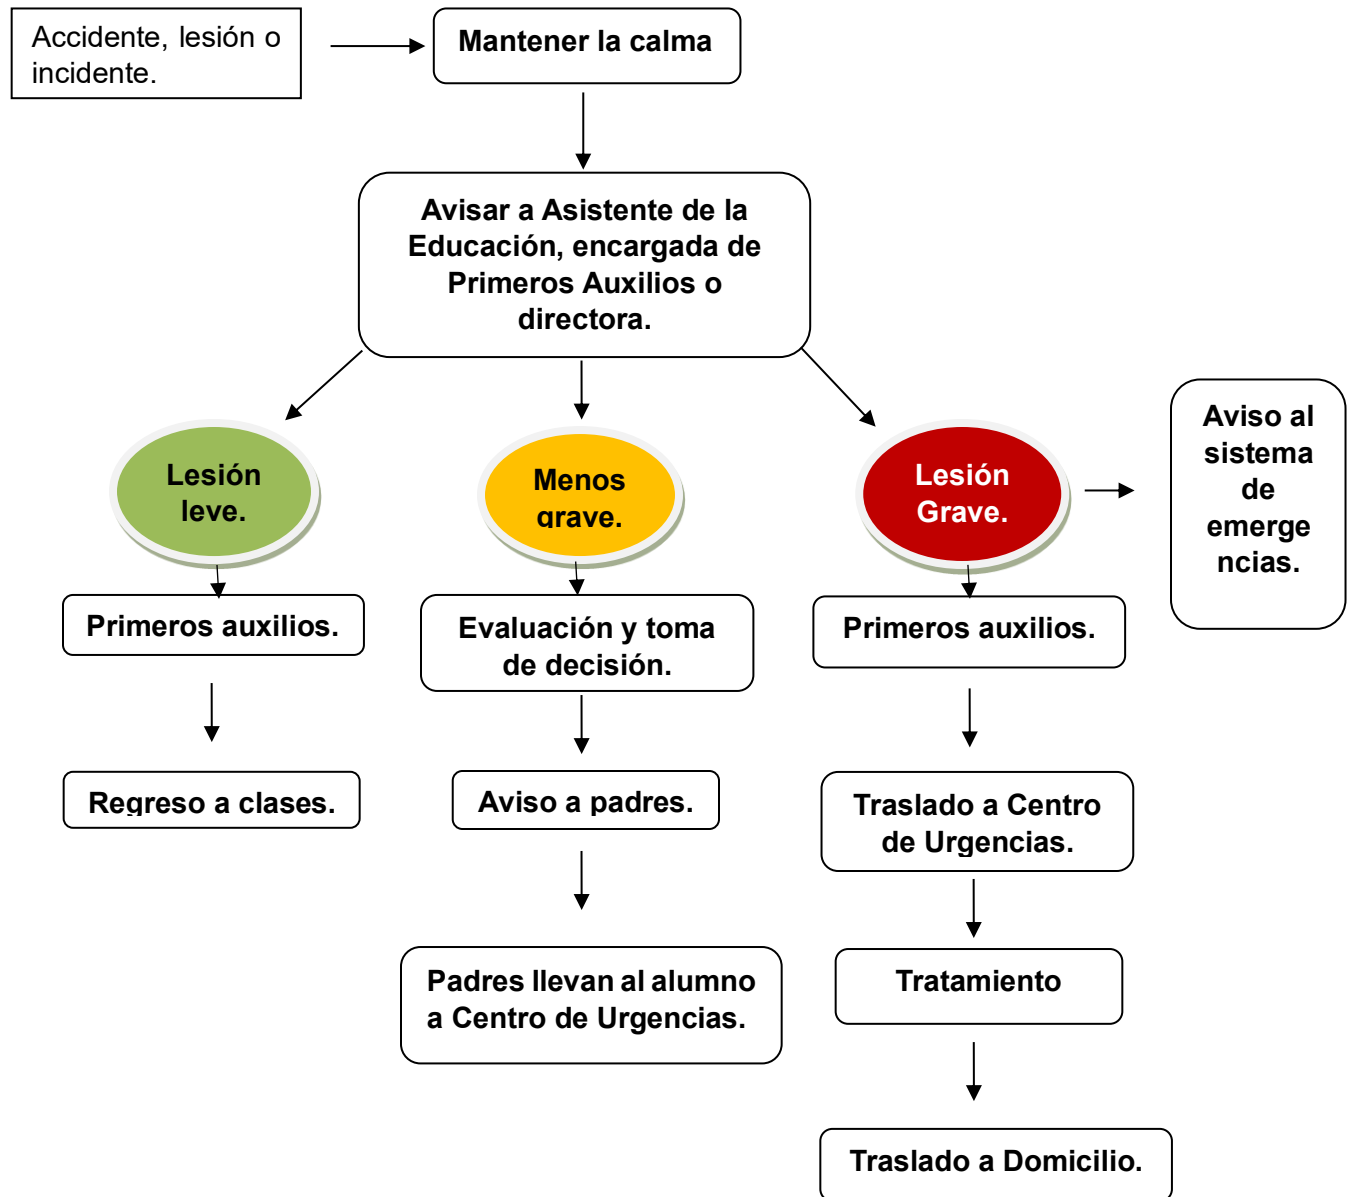 Accidente, lesión o
incidente.
Mantener la calma
Avisar a Asistente de la
Educación, encargada de
Primeros Auxilios o
directora.
Lesión
leve.
Menos
grave.
Lesión
Grave.
Aviso al
sistema
de
emerge
ncias.
Primeros auxilios.
Evaluación y toma
de decisión.
Primeros auxilios.
Regreso a clases.
Aviso a padres.
Traslado a Centro
de Urgencias.
Padres llevan al alumno
a Centro de Urgencias.
Tratamiento
Traslado a Domicilio.